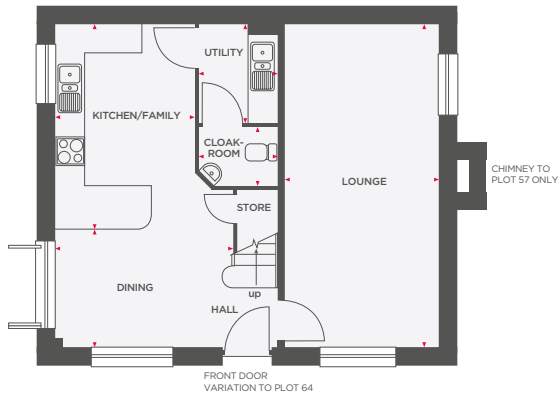 UTILITY
KITCHEN/FAMILY
CLOAK-
ROOM
LOUNGE
CHIMNEY TO
PLOT 57 ONLY
STORE
DINING
up
HALL
FRONT DOOR
VARIATION TO PLOT 64